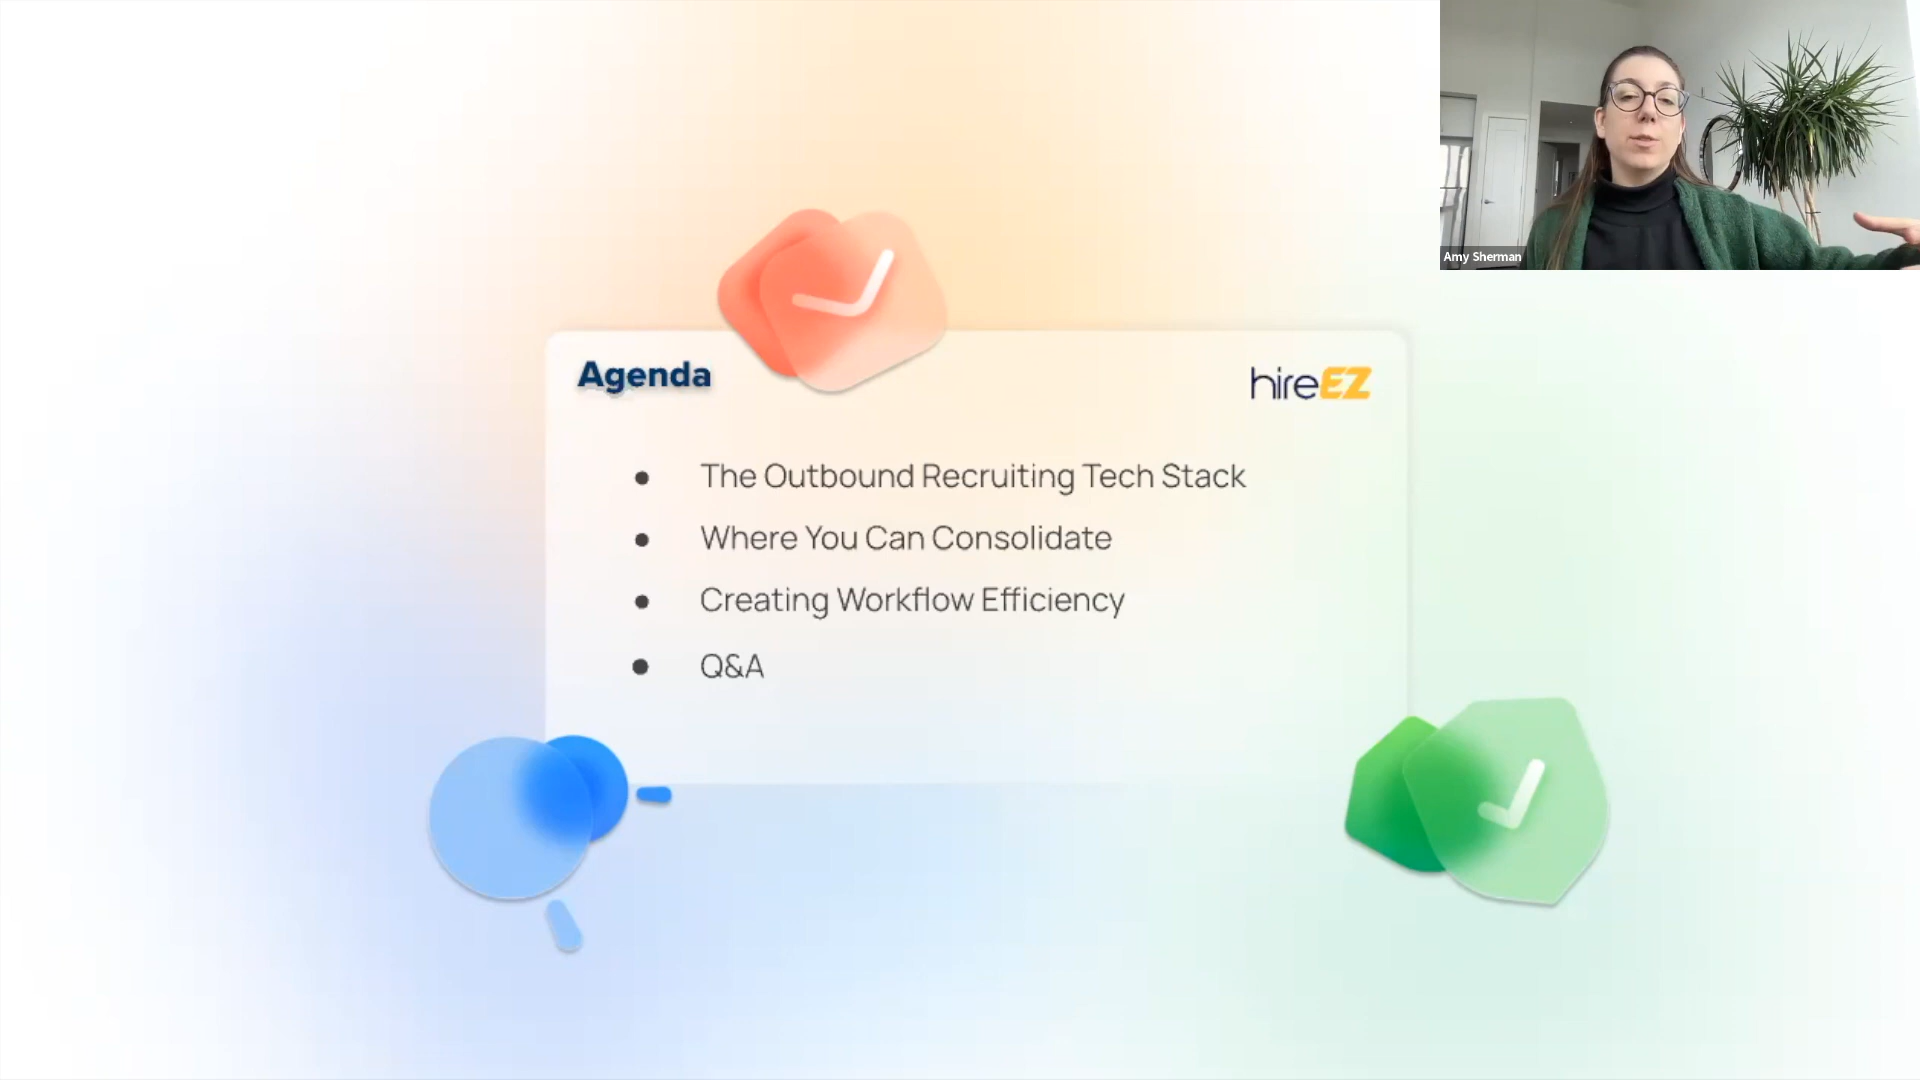 Agenda
hireEZ
The Outbound Recruiting Tech Stack
Where You Can Consolidate
Creating Workflow Efficiency
Q&A
Amy Sherman